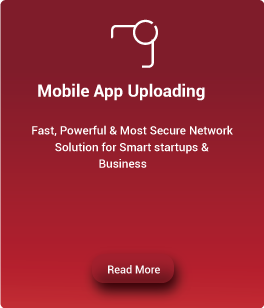 Mobile App Uploading
Fast, Powerful & Most Secure Network
Solution for Smart startups &
Business
Read More